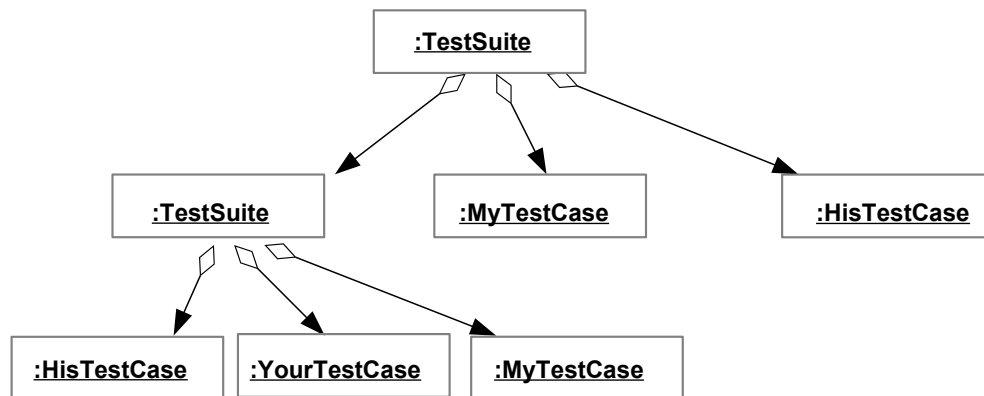 :TestSuite
:TestSuite
:MyTestCase
:HisTestCase
:HisTestCase
:YourTestCase
:MyTestCase